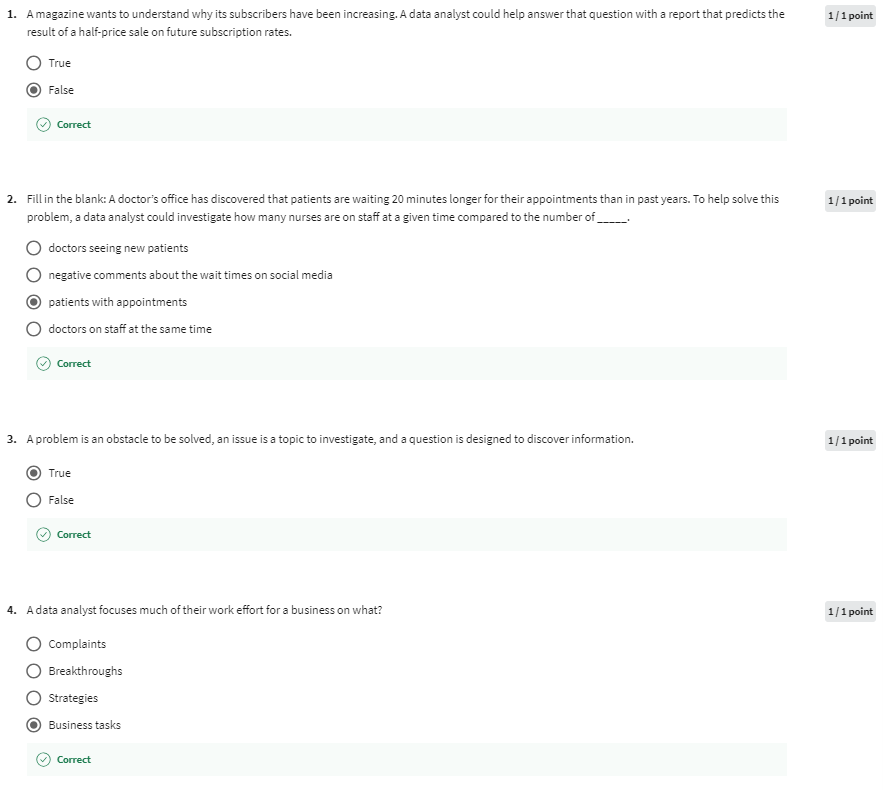 1. A magazine wants to understand why its subscribers have been increasing. A data analyst could help answer that question with a report that predicts the
result of a half-price sale on future subscription rates.
1 / 1 point
True
False
Correct
2. Fill in the blank: A doctor's office has discovered that patients are waiting 20 minutes longer for their appointments than in past years. To help solve this
problem, a data analyst could investigate how many nurses are on staff at a given time compared to the number of _____.
1 / 1 point
doctors seeing new patients
negative comments about the wait times on social media
patients with appointments
doctors on staff at the same time
Correct
3. A problem is an obstacle to be solved, an issue is a topic to investigate, and a question is designed to discover information.
1 / 1 point
True
False
Correct
4. A data analyst focuses much of their work effort for a business on what?
1 / 1 point
Complaints
Breakthroughs
Strategies
Business tasks
Correct